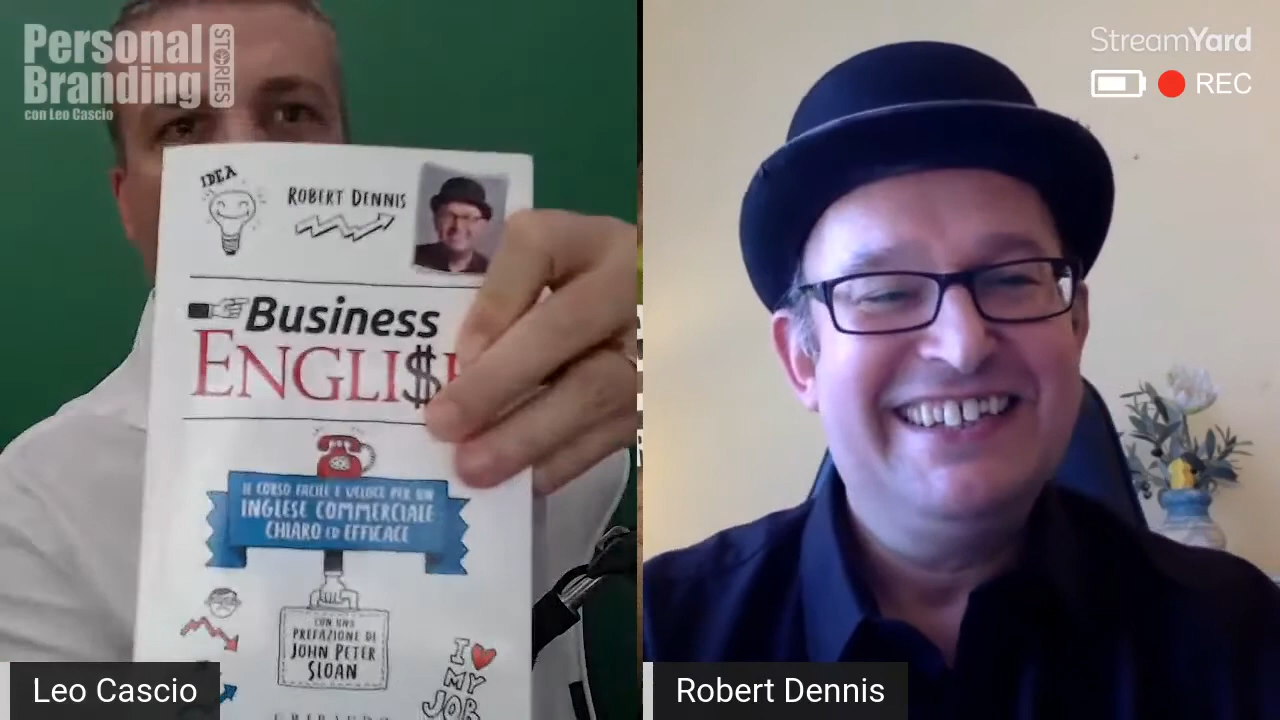 Personal
Branding
STORIES
con Leo Cascio
StreamYard
REC
IDEA
ROBERT DENNIS
Business
ENGLI$
IL CORSO FACILE E VELOCE PER UN
INGLESE COMMERCIALE
CHIARO ED EFFICACE
CON UNA
PREFAZIONE DI
JOHN PETER
SLOAN
I
MY
JOB
Leo Cascio
Robert Dennis